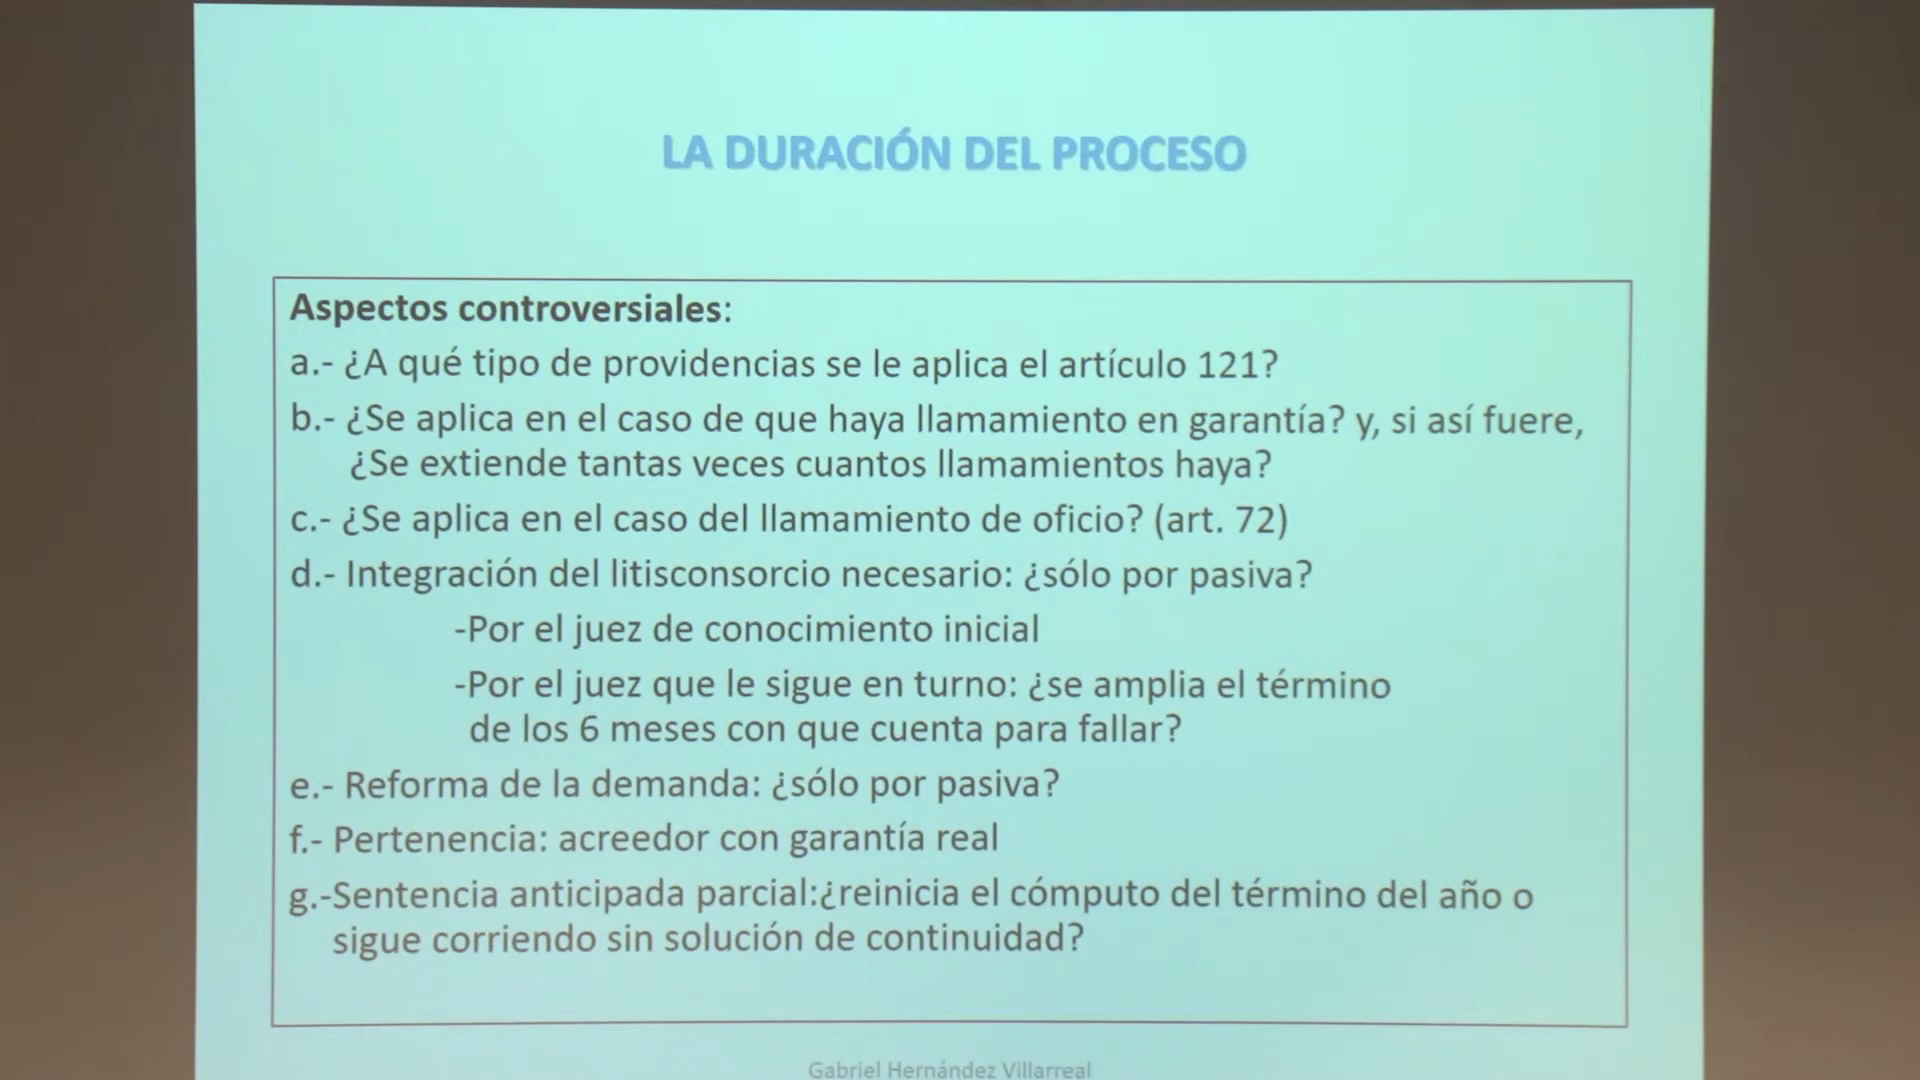 LA DURACIÓN DEL PROCESO
Aspectos controversiales:
a.- ¿A qué tipo de providencias se le aplica el artículo 121?
b.- ¿Se aplica en el caso de que haya llamamiento en garantía? y, si así fuere,
¿Se extiende tantas veces cuantos llamamientos haya?
c.- ¿Se aplica en el caso del llamamiento de oficio? (art. 72)
d.- Integración del litisconsorcio necesario: ¿sólo por pasiva?
-Por el juez de conocimiento inicial
-Por el juez que le sigue en turno: ¿se amplia el término
de los 6 meses con que cuenta para fallar?
e.- Reforma de la demanda: ¿sólo por pasiva?
f.- Pertenencia: acreedor con garantía real
g.-Sentencia anticipada parcial:¿reinicia el cómputo del término del año o
sigue corriendo sin solución de continuidad?
Gabriel Hernández Villarreal